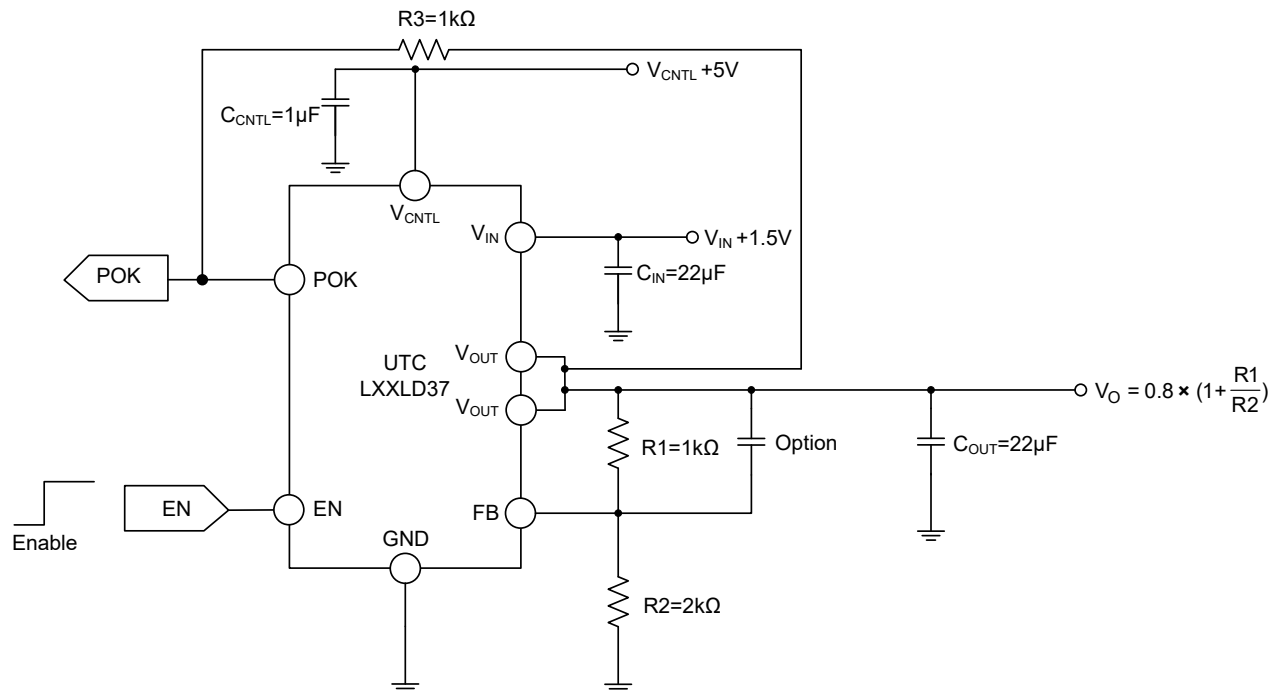 R3=1kΩ
VCNTL +5V
CCNTL=1µF
VCNTL
VIN
VIN +1.5V
CIN=22µF
POK
POK
UTC
LXXLD37
VOUT
VOUT
VO = 0.8 × (1+R1/R2)
R1=1kΩ
Option
COUT=22µF
EN
EN
FB
Enable
GND
R2=2kΩ